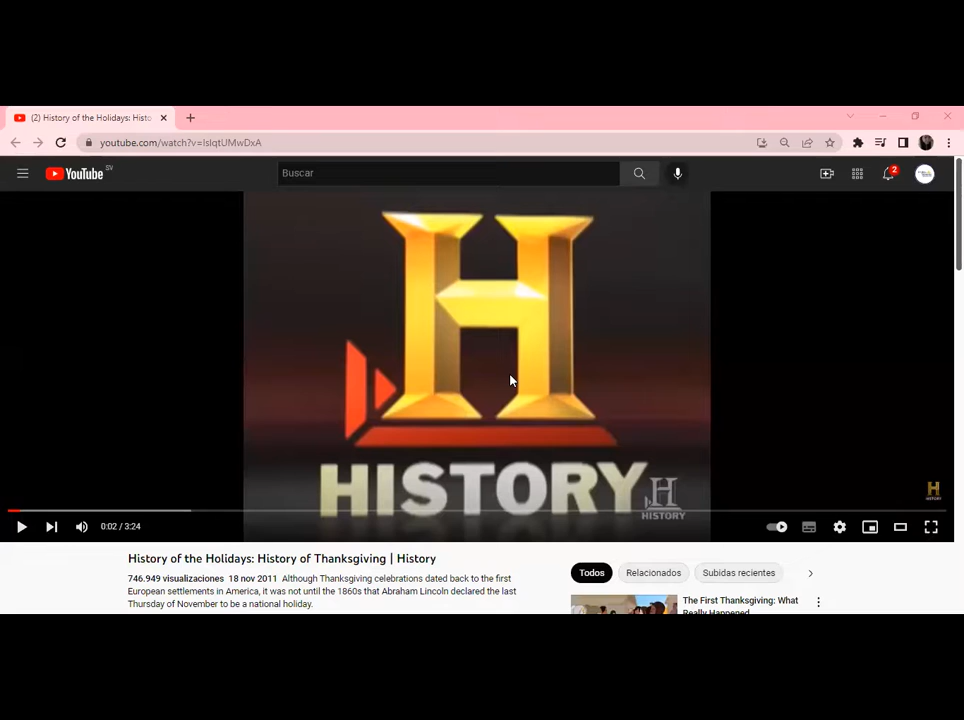 (2) History of the Holidays: Histo
youtube.com/watch?v=IsIqtUMwDxA
YouTube SV
Buscar
2
H
HISTORY
H
HISTORY
H
0:02 / 3:24
History of the Holidays: History of Thanksgiving | History
746.949 visualizaciones 18 nov 2011 Although Thanksgiving celebrations dated back to the first
European settlements in America, it was not until the 1860s that Abraham Lincoln declared the last
Thursday of November to be a national holiday.
Todos
Relacionados
Subidas recientes
The First Thanksgiving: What
Really Happened